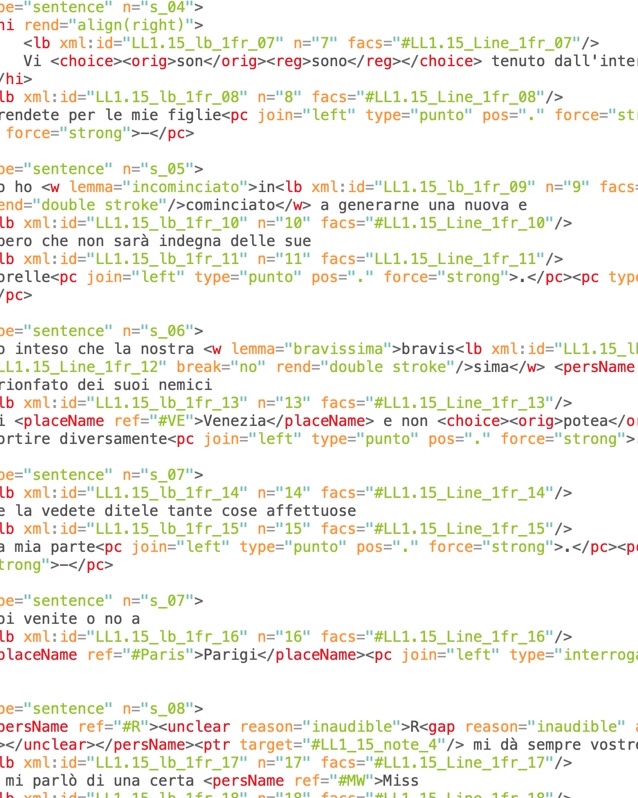 pe="sentence" n="s_04">
hi rend="align(right)">
<lb xml:id="LL1.15_lb_1fr_07" n="7" facs="#LL1.15_Line_1fr_07"/>
Vi <choice><orig>son</orig><reg>sono</reg></choice> tenuto dall'inter
/hi>
lb xml:id="LL1.15_lb_1fr_08" n="8" facs="#LL1.15_Line_1fr_08"/>
rendete per le mie figlie<pc join="left" type="punto" pos="." force="st
force="strong">—</pc>
pe="sentence" n="s_05">
o ho <w lemma="incominciato">in<lb xml:id="LL1.15_lb_1fr_09" n="9" facs=
end="double stroke"/>cominciato</w> a generarne una nuova e
lb xml:id="LL1.15_lb_1fr_10" n="10" facs="#LL1.15_Line_1fr_10"/>
pero che non sarà indegna delle sue
lb xml:id="LL1.15_lb_1fr_11" n="11" facs="LL1.15_Line_1fr_11"/>
orelle<pc join="left" type="punto" pos="." force="strong">.</pc><pc type
/pc>
pe="sentence" n="s_06">
o inteso che la nostra <w lemma="bravissima">bravis<lb xml:id="LL1.15_lb
LL1.15_Line_1fr_12" break="no" rend="double stroke"/>sima</w> <persName
rionfato dei suoi nemici
lb xml:id="LL1.15_lb_1fr_13" n="13" facs="#LL1.15_Line_1fr_13"/>
i <placeName ref="#VE">Venezia</placeName> e non <choice><orig>potea</or
ortire diversamente<pc join="left" type="punto" pos="." force="strong">.
pe="sentence" n="s_07">
lb xml:id="LL1.15_lb_1fr_14" n="14" facs="#LL1.15_Line_1fr_14"/>
e la vedete ditele tante cose affettuose
lb xml:id="LL1.15_lb_1fr_15" n="15" facs="#LL1.15_Line_1fr_15"/>
a mia parte<pc join="left" type="punto" pos="." force="strong">.</pc><pc
trong">—</pc>
pe="sentence" n="s_07">
oi venite o no a
lb xml:id="LL1.15_lb_1fr_16" n="16" facs="#LL1.15_Line_1fr_16"/>
placeName ref="#Paris">Parigi</placeName><pc join="left" type="interroga
pe="sentence" n="s_08">
persName ref="#R"><unclear reason="inaudible">R<gap reason="inaudible" a
></unclear></persName><ptr target="#LL1_15_note_4"/> mi dà sempre vostre
lb xml:id="LL1.15_lb_1fr_17" n="17" facs="#LL1.15_Line_1fr_17"/>
mi parlò di una certa <persName ref="#MW">Miss
lb xml:id="LL1.15_lb_1fr_18" n="18" facs="#LL1.15_Line_1fr_18"/>